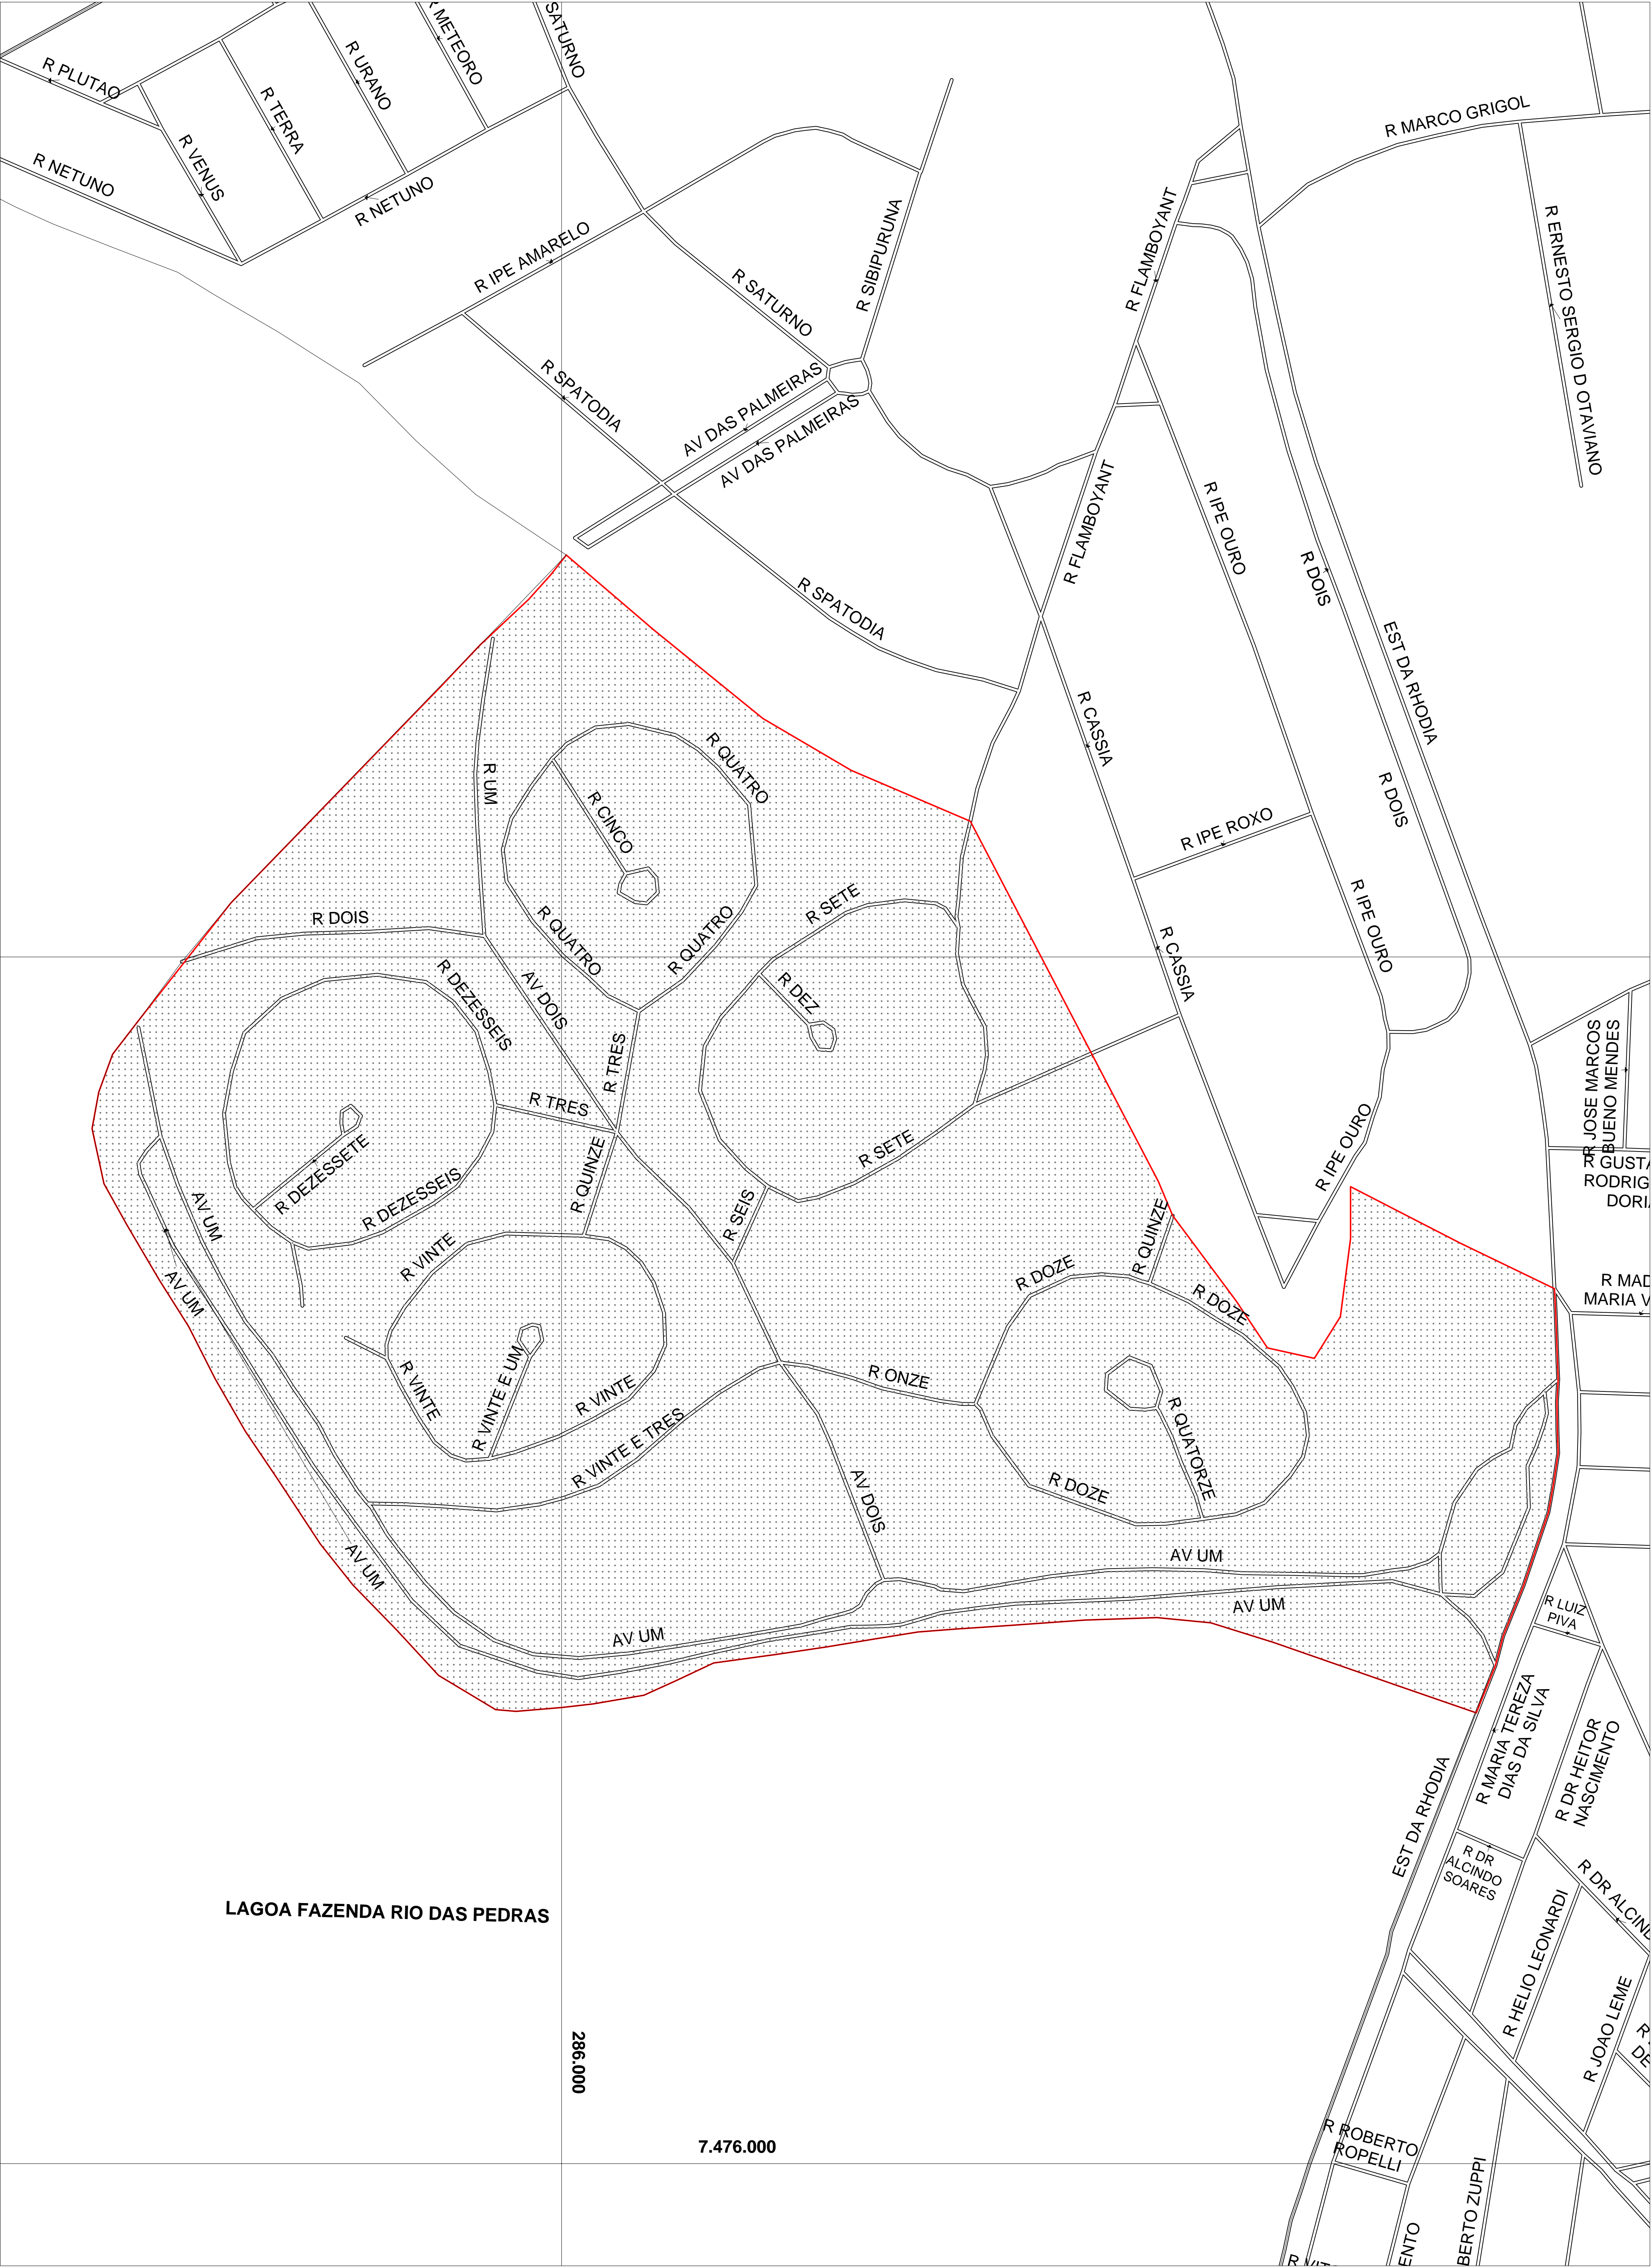 SATURNO
R METEORO
R URANO
R PLUTAO
R TERRA
R VENUS
R NETUNO
R NETUNO
R MARCO GRIGOL
R IPE AMARELO
R SATURNO
R SIBIPURUNA
R FLAMBOYANT
R ERNESTO SERGIO D OTAVIANO
R SPATODIA
AV DAS PALMEIRAS
AV DAS PALMEIRAS
R FLAMBOYANT
R IPE OURO
R DOIS
R SPATODIA
EST DA RHODIA
R CASSIA
R UM
R QUATRO
R CINCO
R DOIS
R IPE ROXO
R SETE
R IPE OURO
R DOIS
R QUATRO
R QUATRO
R CASSIA
R DEZESSEIS
AV DOIS
R DEZ
R TRES
R TRES
R JOSE MARCOS
BUENO MENDES
R IPE OURO
R SETE
R DEZESSETE
R DEZESSEIS
R QUINZE
R SEIS
AV UM
R GUSTA
RODRIG
DORI
R QUINZE
R VINTE
R DOZE
R DOZE
AV UM
R MAD
MARIA V
R VINTE
R VINTE E UM
R VINTE
R ONZE
R QUATORZE
R VINTE E TRES
AV DOIS
R DOZE
AV UM
AV UM
AV UM
AV UM
R LUIZ
PIVA
R MARIA TEREZA
DIAS DA SILVA
R DR HEITOR
NASCIMENTO
EST DA RHODIA
R DR
ALCINDO
SOARES
R DR ALCIN
LAGOA FAZENDA RIO DAS PEDRAS
R HELIO LEONARDI
R JOAO LEME
R
DE
286.000
7.476.000
R ROBERTO
ROPELLI
BERTO ZUPPI
ENTO